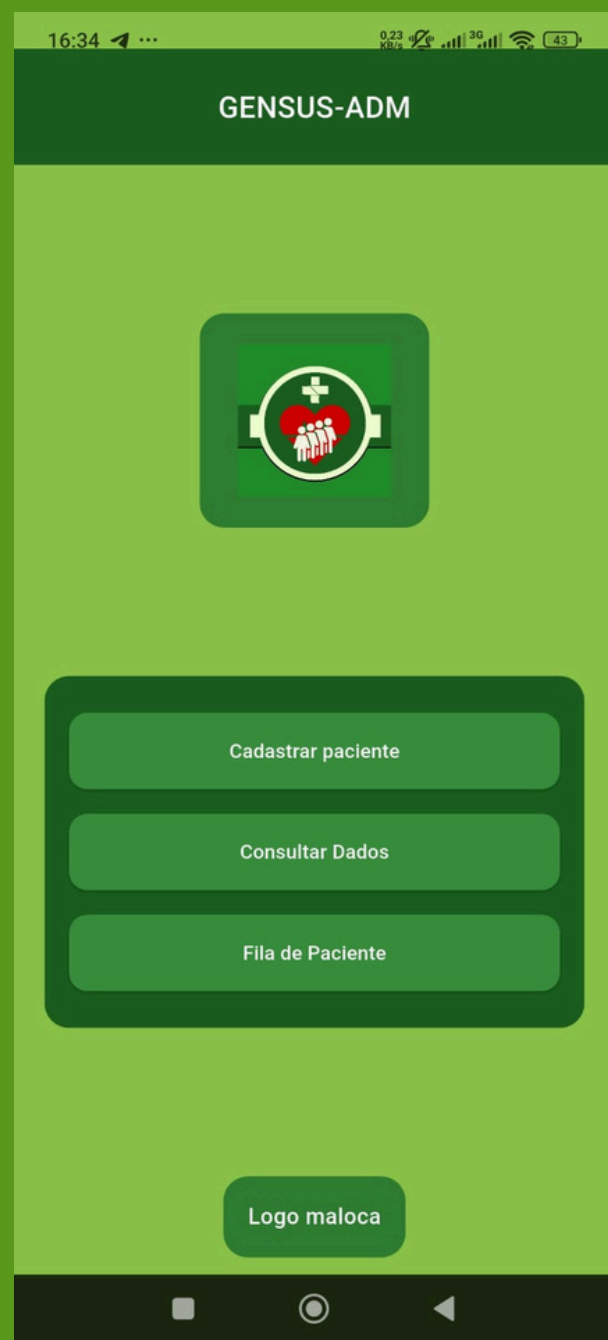 16:34 ...
0,23 KB/s 3G 43
GENSUS-ADM
Cadastrar paciente
Consultar Dados
Fila de Paciente
Logo maloca